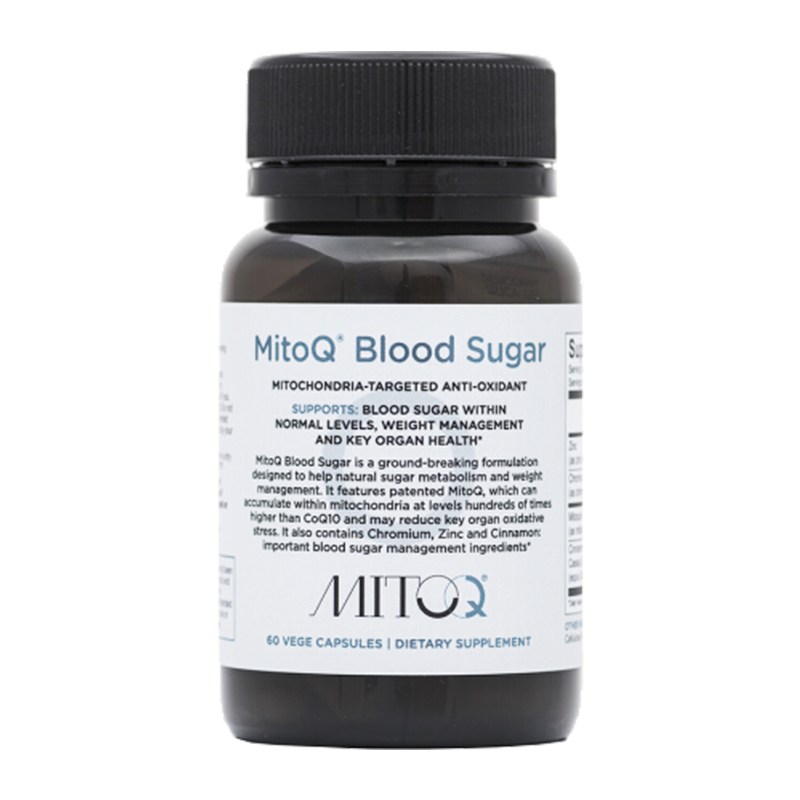 MitoQ® Blood Sugar
MITOCHONDRIA-TARGETED ANTI-OXIDANT
SUPPORTS: BLOOD SUGAR WITHIN
NORMAL LEVELS, WEIGHT MANAGEMENT
AND KEY ORGAN HEALTH*
MitoQ Blood Sugar is a ground-breaking formulation
designed to help natural sugar metabolism and weight
management. It features patented MitoQ, which can
accumulate within mitochondria at levels hundreds of times
higher than CoQ10 and may reduce key organ oxidative
stress. It also contains Chromium, Zinc and Cinnamon:
important blood sugar management ingredients*
MITOQ®
60 VEGE CAPSULES | DIETARY SUPPLEMENT